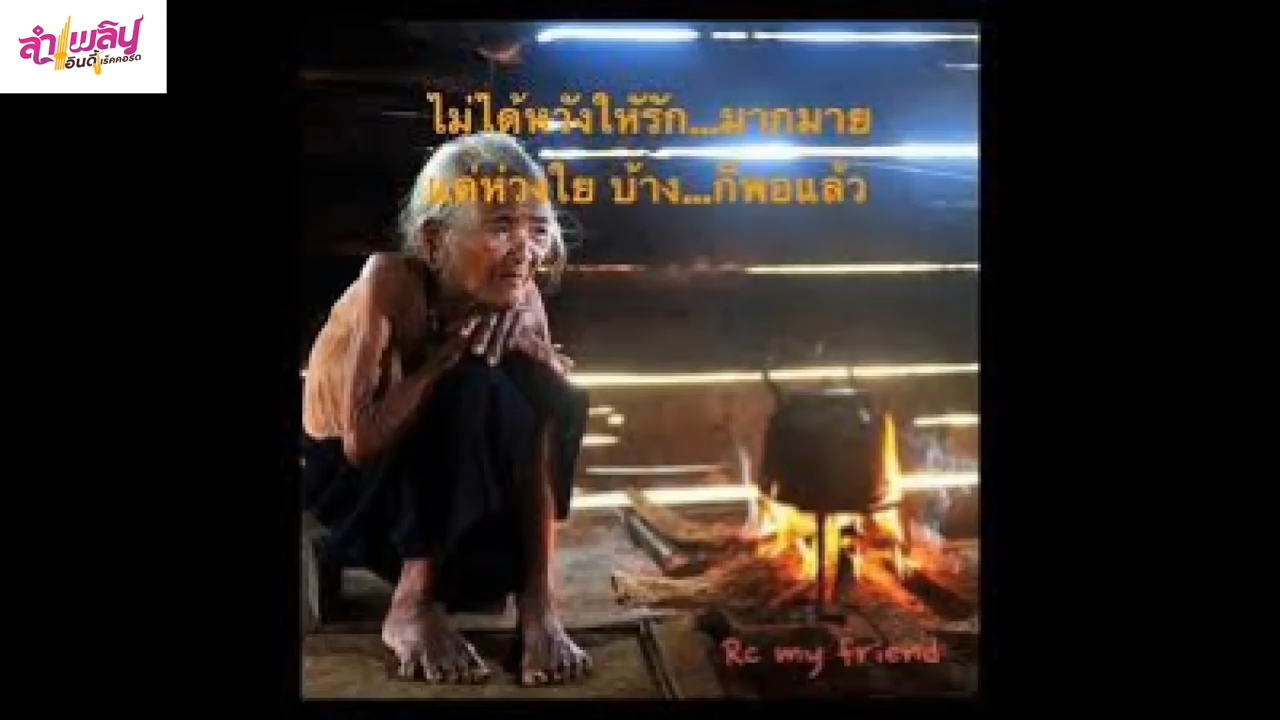 ลำเพลิน
อินดี้เร็คคอร์ด
ไม่ได้หวังให้รัก...มากมาย
แค่ห่วงใย บ้าง...ก็พอแล้ว
Rc my friend